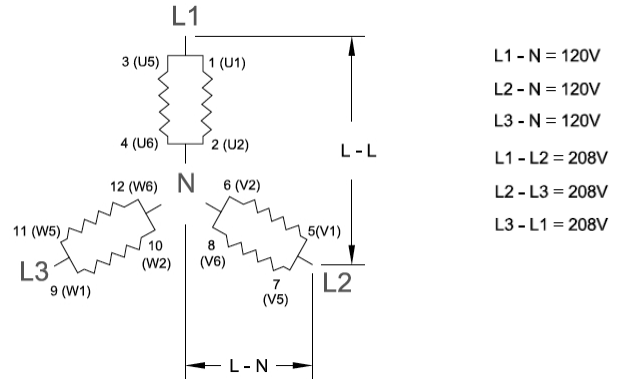 L1
3 (U5) 1 (U1)
4 (U6) 2 (U2)
L - L
N
12 (W6) 6 (V2)
11 (W5) 5(V1)
10
(W2)
8
(V6)
L3
9 (W1)
7
(V5)
L2
L - N
L1 - N = 120V
L2 - N = 120V
L3 - N = 120V
L1 - L2 = 208V
L2 - L3 = 208V
L3 - L1 = 208V